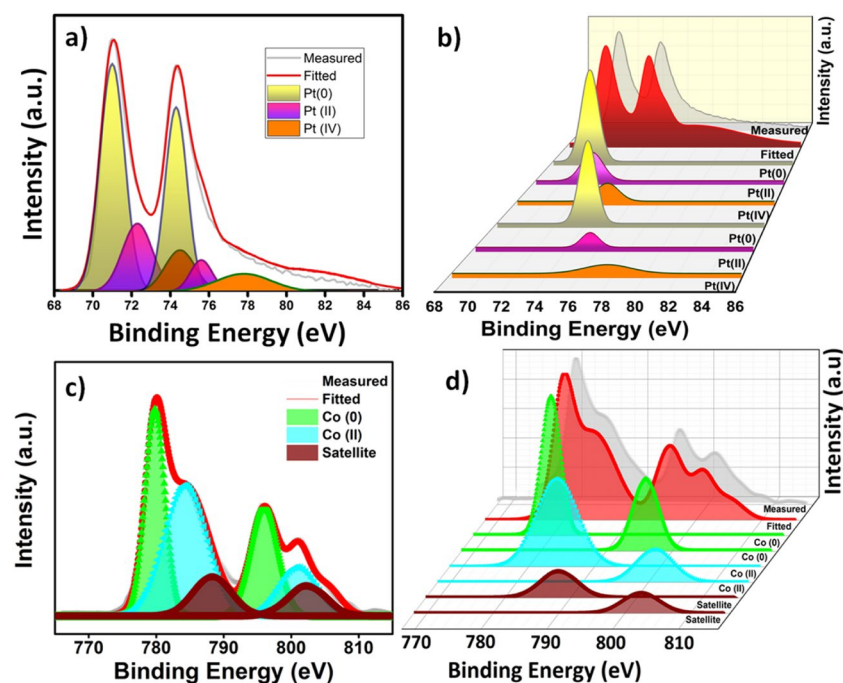 a)
Intensity (a.u.)
Measured
Fitted
Pt(0)
Pt (II)
Pt (IV)
68 70 72 74 76 78 80 82 84 86
Binding Energy (eV)
b)
Intensity (a.u.)
Measured
Fitted
Pt(0)
Pt(II)
Pt(IV)
Pt(0)
Pt(II)
Pt(IV)
68 70 72 74 76 78 80 82 84 86
Binding Energy (eV)
c)
Intensity (a.u.)
Measured
Fitted
Co (0)
Co (II)
Satellite
770 780 790 800 810
Binding Energy (eV)
d)
Intensity (a.u)
Measured
Fitted
Co (0)
Co (0)
Co (II)
Co (II)
Satellite
Satellite
770 780 790 800 810
Binding Energy (eV)